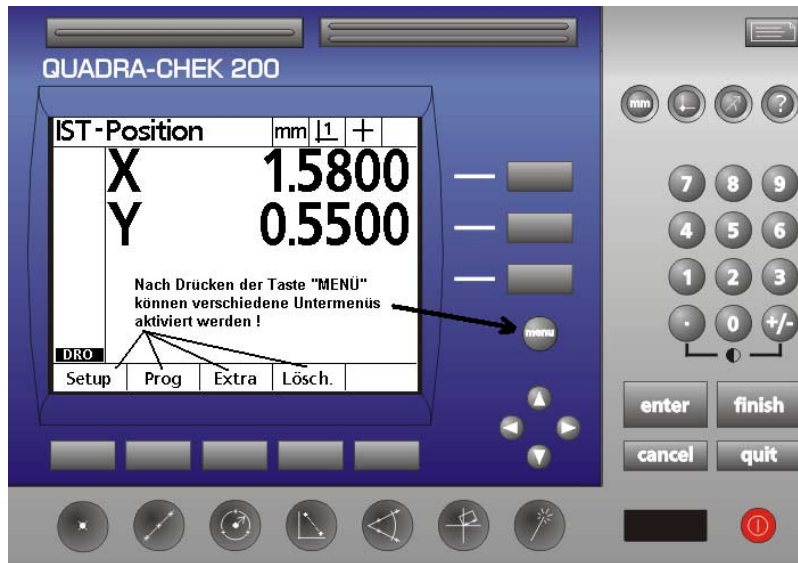 QUADRA-CHEK 200
IST-Position mm 1
X 1.5800
Y 0.5500
Nach Drücken der Taste "MENÜ"
können verschiedene Untermenüs
aktiviert werden !
DRO
Setup Prog Extra Lösch.
menu
mm ?
7 8 9
4 5 6
1 2 3
. 0 +/-
enter finish
cancel quit